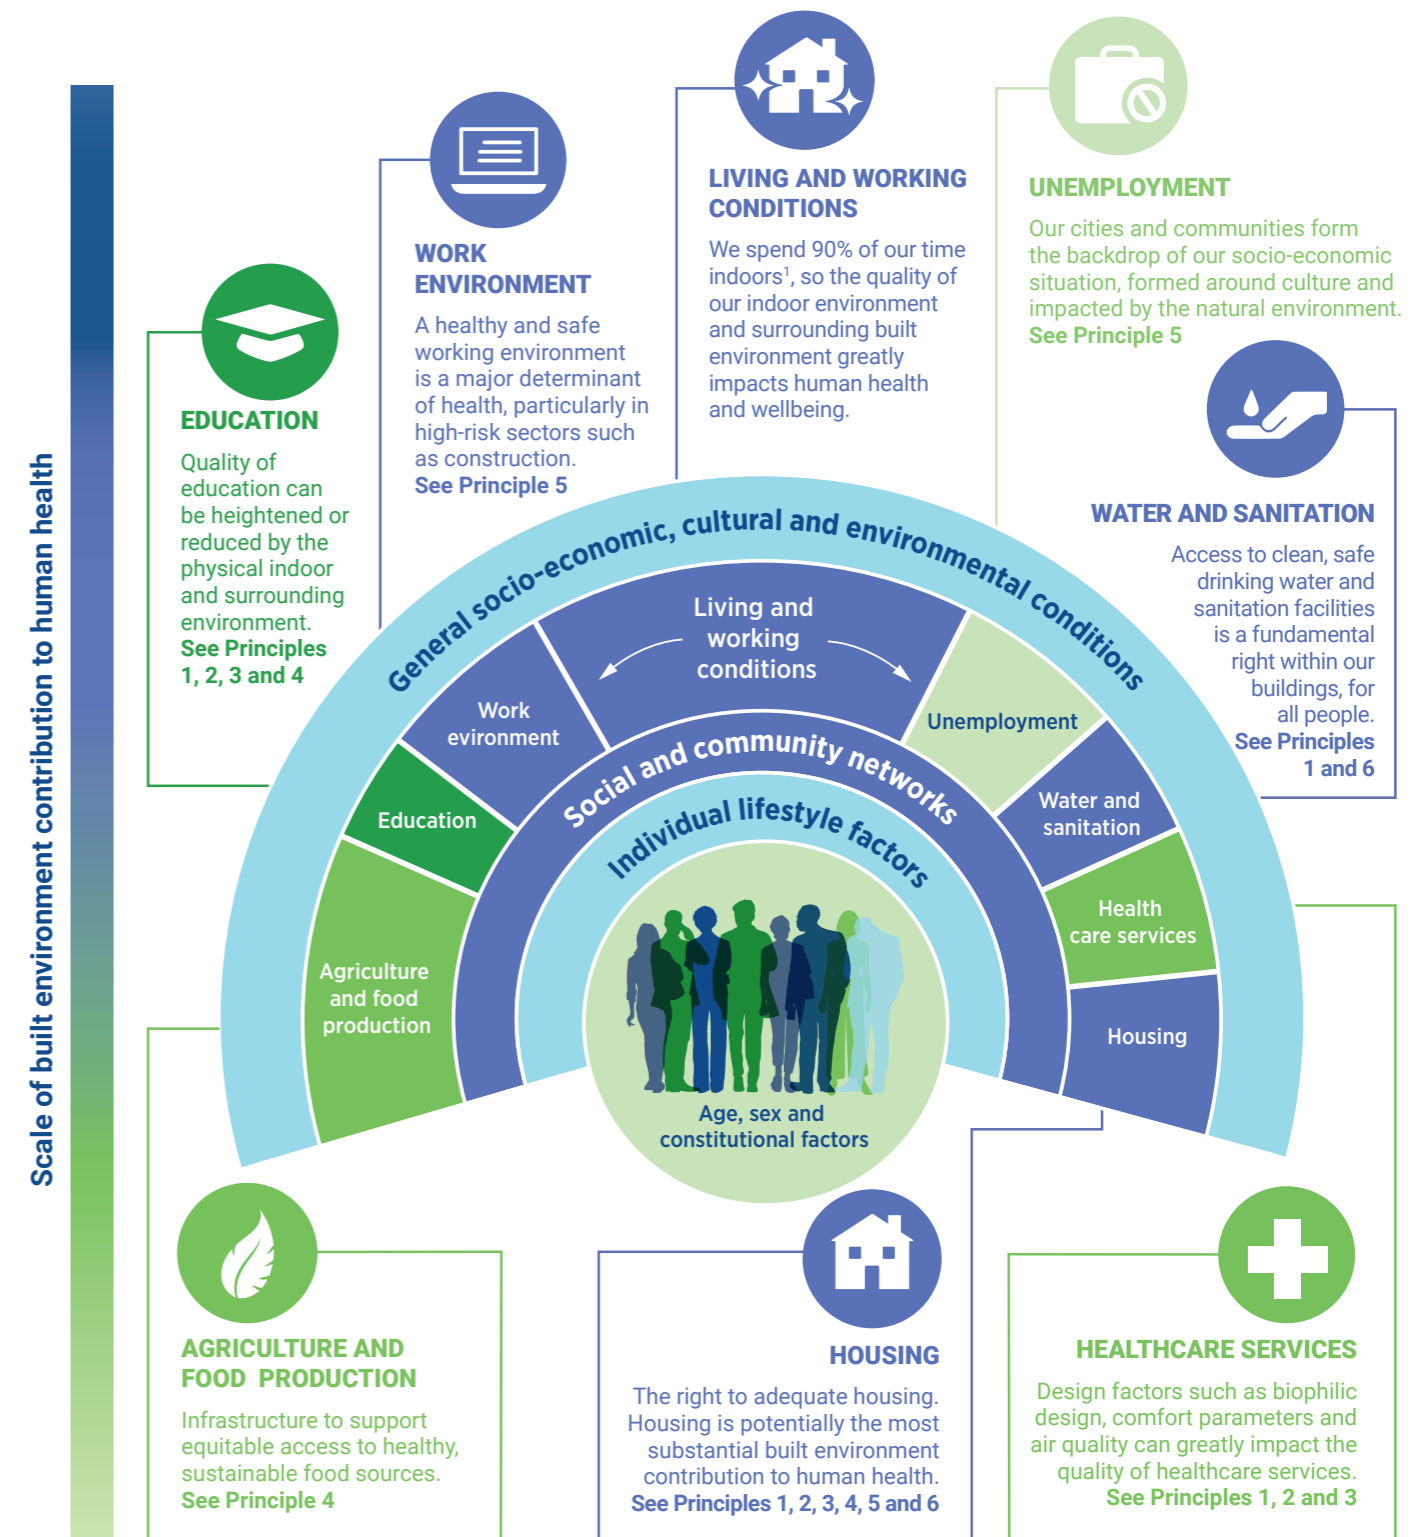 Scale of built environment contribution to human health
LIVING AND WORKING
CONDITIONS
We spend 90% of our time
indoors¹, so the quality of
our indoor environment
and surrounding built
environment greatly
impacts human health
and wellbeing.
UNEMPLOYMENT
Our cities and communities form
the backdrop of our socio-economic
situation, formed around culture and
impacted by the natural environment.
See Principle 5
WORK
ENVIRONMENT
A healthy and safe
working environment
is a major determinant
of health, particularly in
high-risk sectors such
as construction.
See Principle 5
EDUCATION
Quality of
education can
be heightened or
reduced by the
physical indoor
and surrounding
environment.
See Principles
1, 2, 3 and 4
WATER AND SANITATION
Access to clean, safe
drinking water and
sanitation facilities
is a fundamental
right within our
buildings, for
all people.
See Principles
1 and 6
General socio-economic, cultural and environmental conditions
Living and
working
conditions
Work
evironment
Unemployment
Education
Water and
sanitation
Agriculture
and food
production
Health
care services
Housing
Social and community networks
Individual lifestyle factors
Age, sex and
constitutional factors
AGRICULTURE AND
FOOD PRODUCTION
Infrastructure to support
equitable access to healthy,
sustainable food sources.
See Principle 4
HOUSING
The right to adequate housing.
Housing is potentially the most
substantial built environment
contribution to human health.
See Principles 1, 2, 3, 4, 5 and 6
HEALTHCARE SERVICES
Design factors such as biophilic
design, comfort parameters and
air quality can greatly impact the
quality of healthcare services.
See Principles 1, 2 and 3